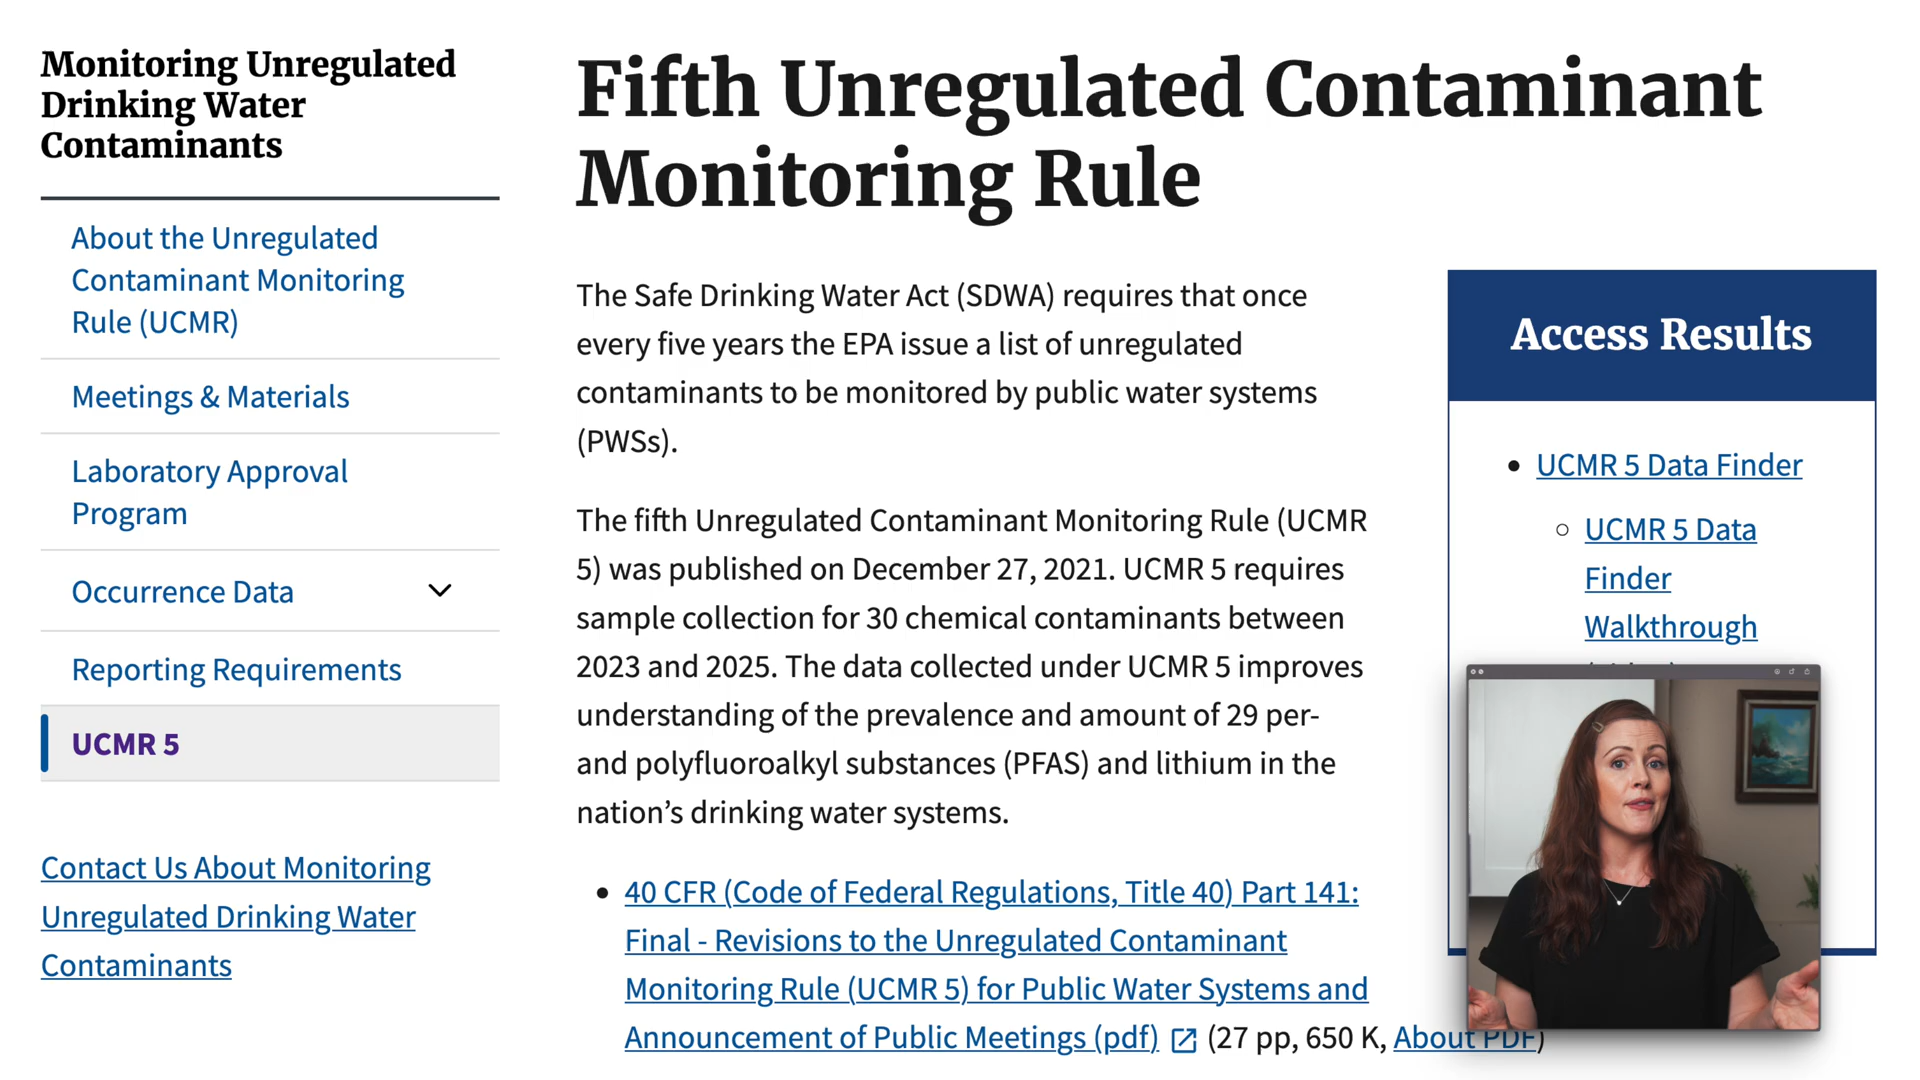 Monitoring Unregulated
Drinking Water
Contaminants
About the Unregulated
Contaminant Monitoring
Rule (UCMR)
Meetings & Materials
Laboratory Approval
Program
Occurrence Data
Reporting Requirements
UCMR 5
Contact Us About Monitoring
Unregulated Drinking Water
Contaminants
Fifth Unregulated Contaminant
Monitoring Rule
The Safe Drinking Water Act (SDWA) requires that once
every five years the EPA issue a list of unregulated
contaminants to be monitored by public water systems
(PWSs).
The fifth Unregulated Contaminant Monitoring Rule (UCMR
5) was published on December 27, 2021. UCMR 5 requires
sample collection for 30 chemical contaminants between
2023 and 2025. The data collected under UCMR 5 improves
understanding of the prevalence and amount of 29 per-
and polyfluoroalkyl substances (PFAS) and lithium in the
nation’s drinking water systems.
40 CFR (Code of Federal Regulations, Title 40) Part 141:
Final - Revisions to the Unregulated Contaminant
Monitoring Rule (UCMR 5) for Public Water Systems and
Announcement of Public Meetings (pdf) (27 pp, 650 K, About PDF)
Access Results
UCMR 5 Data Finder
UCMR 5 Data
Finder
Walkthrough